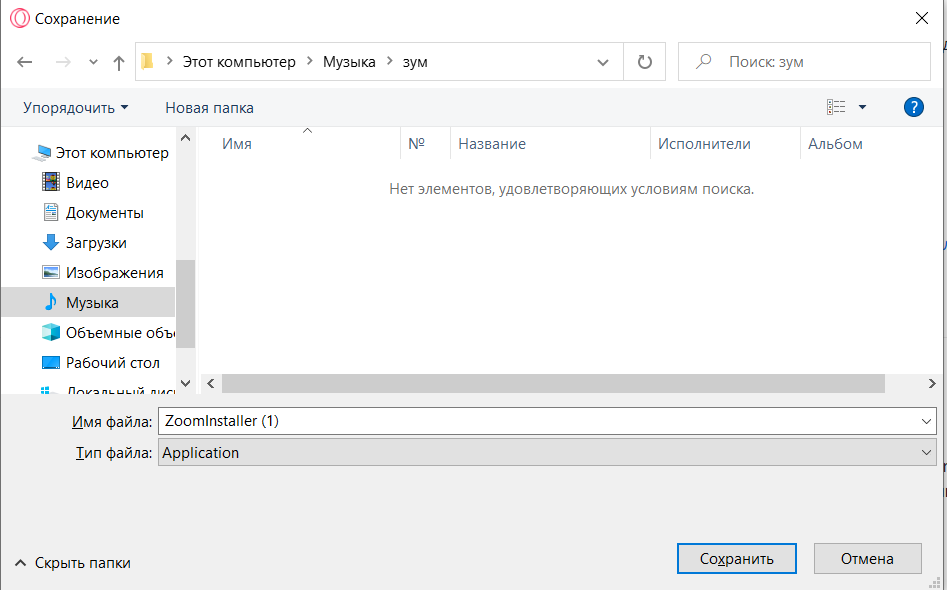 Сохранение
Этот компьютер > Музыка > зум
Поиск: зум
Упорядочить
Новая папка
?
Имя
№
Название
Исполнители
Альбом
Нет элементов, удовлетворяющих условиям поиска.
Этот компьютер
Видео
Документы
Загрузки
Изображения
Музыка
Объемные объ
Рабочий стол
Локальный дис
Имя файла: ZoomInstaller (1)
Тип файла: Application
Скрыть папки
Сохранить
Отмена